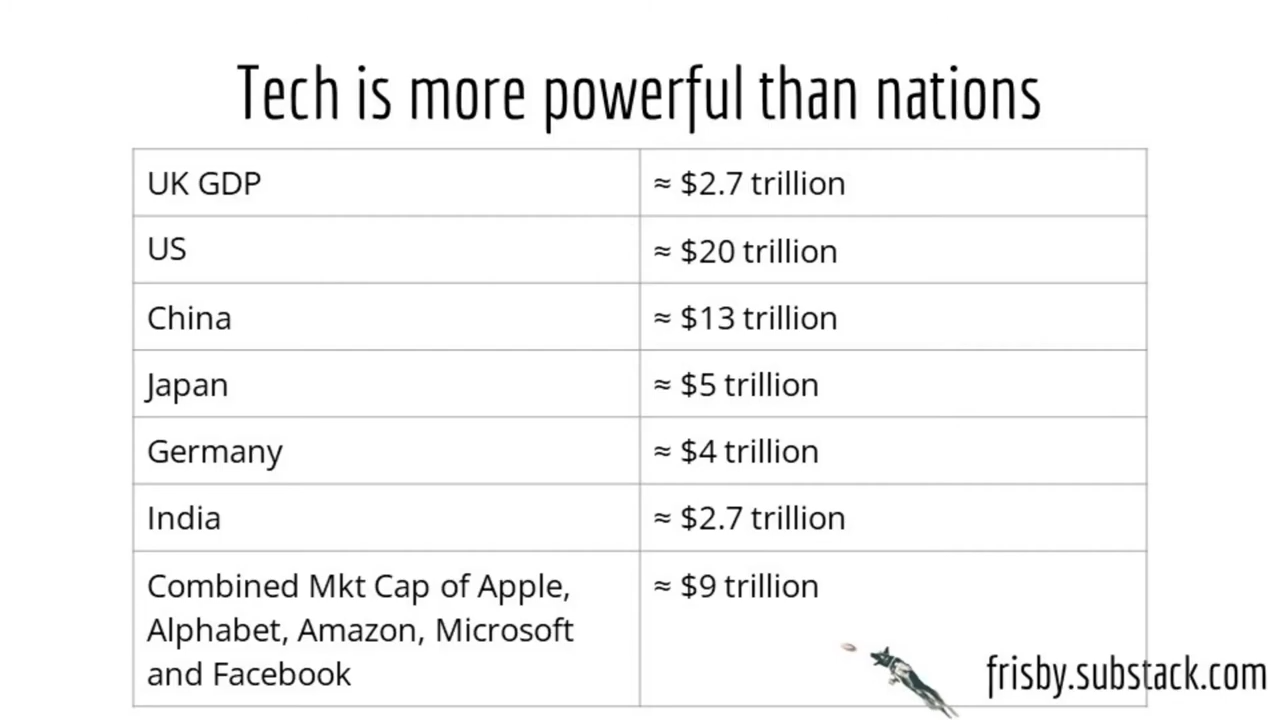 Tech is more powerful than nations
UK GDP ≈ $2.7 trillion
US ≈ $20 trillion
China ≈ $13 trillion
Japan ≈ $5 trillion
Germany ≈ $4 trillion
India ≈ $2.7 trillion
Combined Mkt Cap of Apple, ≈ $9 trillion
Alphabet, Amazon, Microsoft
and Facebook
frisby.substack.com